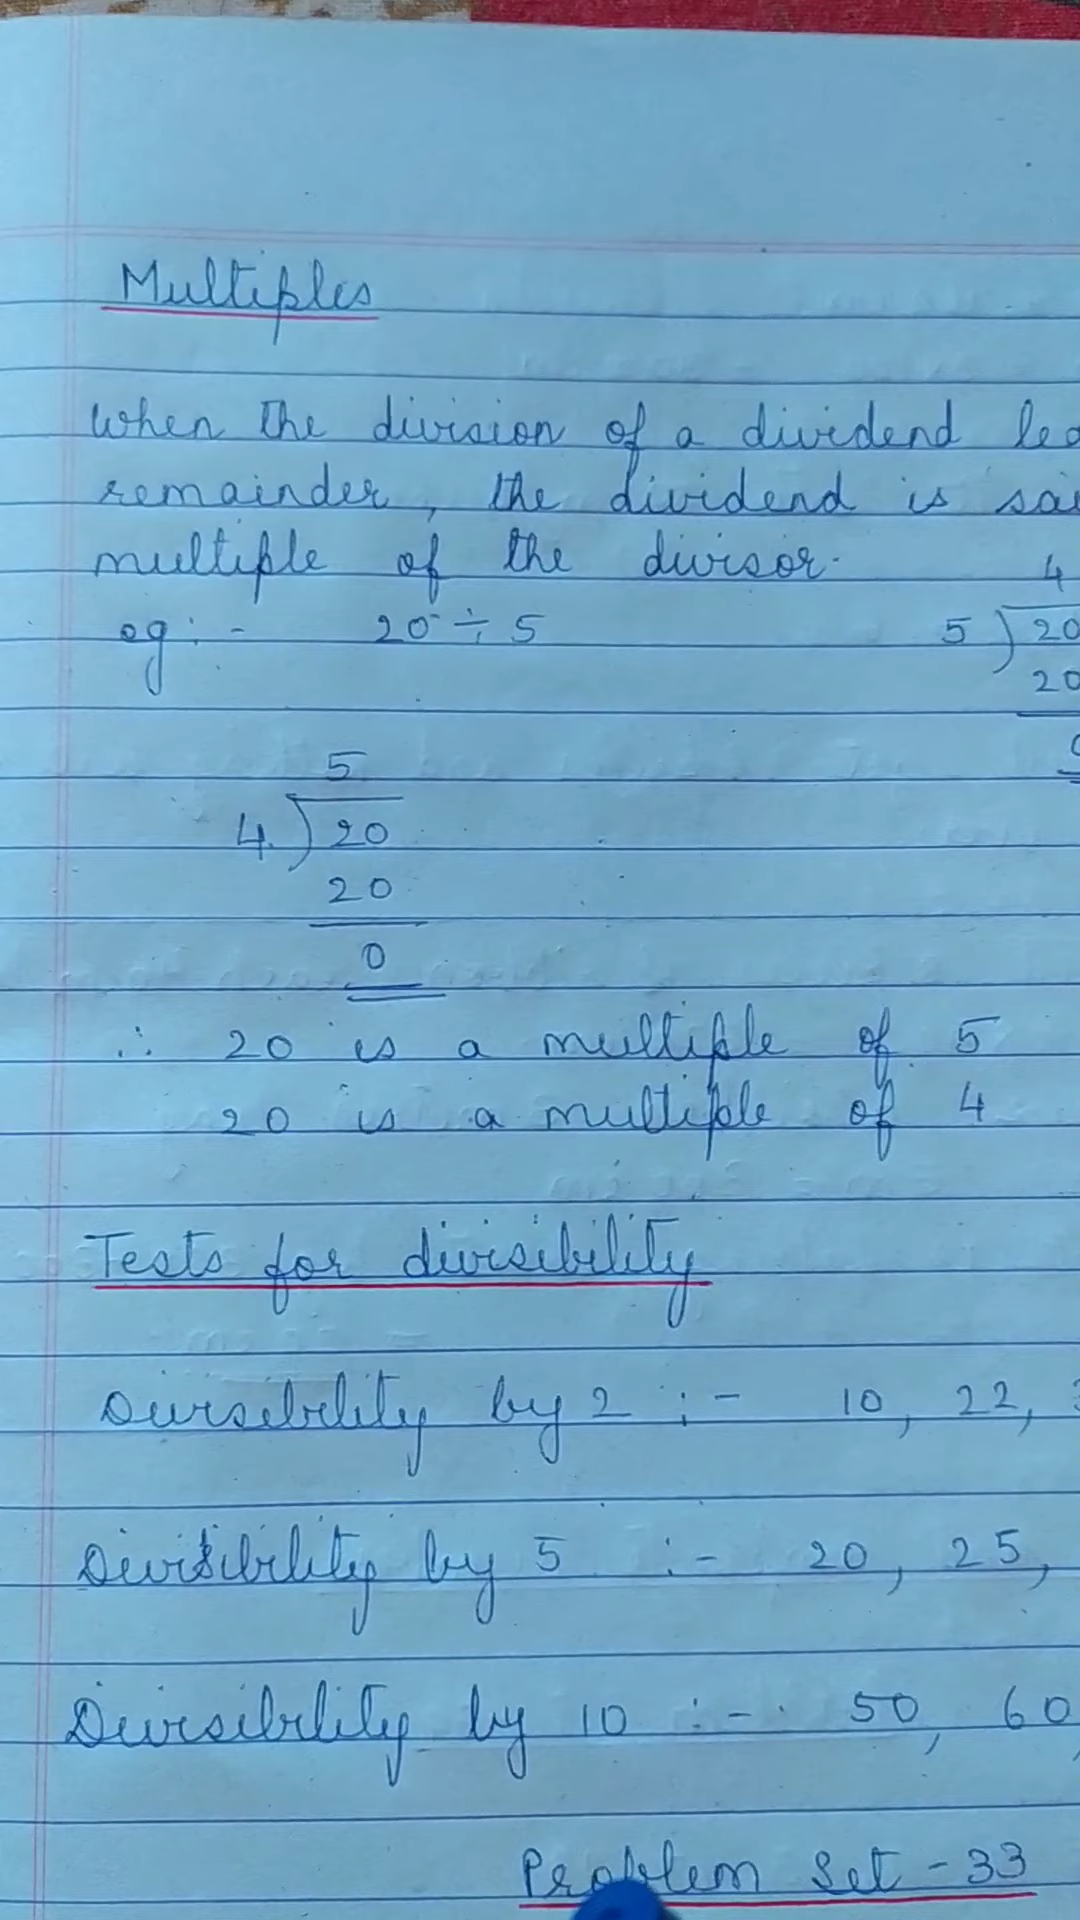 Multiples
When the division of a dividend
remainder, the dividend is
multiple of the divisor.
4
eg :- 20 ÷ 5 5 ) 20
20
5
4 ) 20
20
0
∴ 20 is a multiple of 5
20 is a multiple of 4
Tests for divisibility
Divisibility by 2 :- 10, 22,
Divisibility by 5 :- 20, 25,
Divisibility by 10 :- 50, 60,
Problem Set - 33